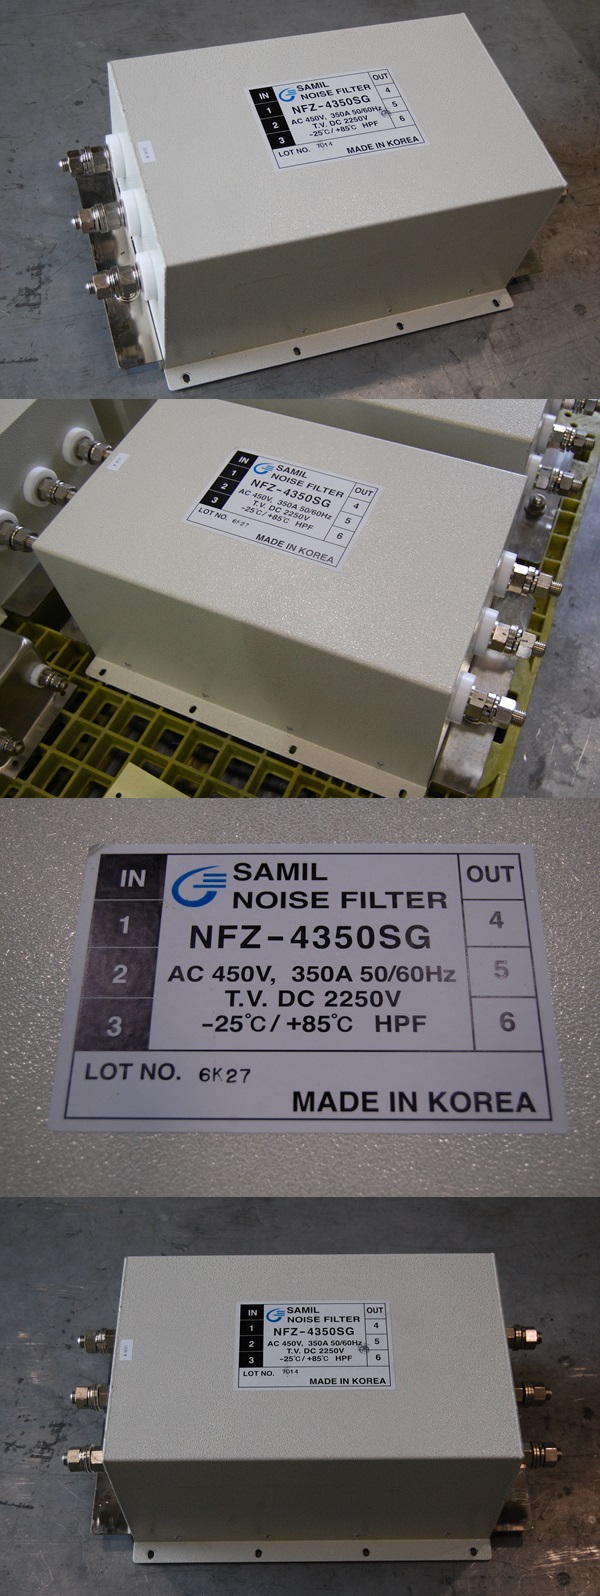 IN
SAMIL
NOISE FILTER
OUT
1
NFZ-4350SG
4
2
AC 450V, 350A 50/60Hz
5
T.V. DC 2250V
3
-25℃/+85℃ HPF
6
LOT NO. 7014
MADE IN KOREA
IN
SAMIL
NOISE FILTER
OUT
1
NFZ-4350SG
4
2
AC 450V, 350A 50/60Hz
5
T.V. DC 2250V
3
-25℃/+85℃ HPF
6
LOT NO. 6K27
MADE IN KOREA
IN
SAMIL
OUT
NOISE FILTER
1
NFZ-4350SG
4
2
AC 450V, 350A 50/60Hz
5
T.V. DC 2250V
3
-25℃/+85℃ HPF
6
LOT NO. 6K27
MADE IN KOREA
IN
SAMIL
OUT
NOISE FILTER
1
NFZ-4350SG
4
2
AC 450V, 350A 50/60Hz
5
T.V. DC 2250V
3
-25℃/+85℃ HPF
6
LOT NO. 7014
MADE IN KOREA